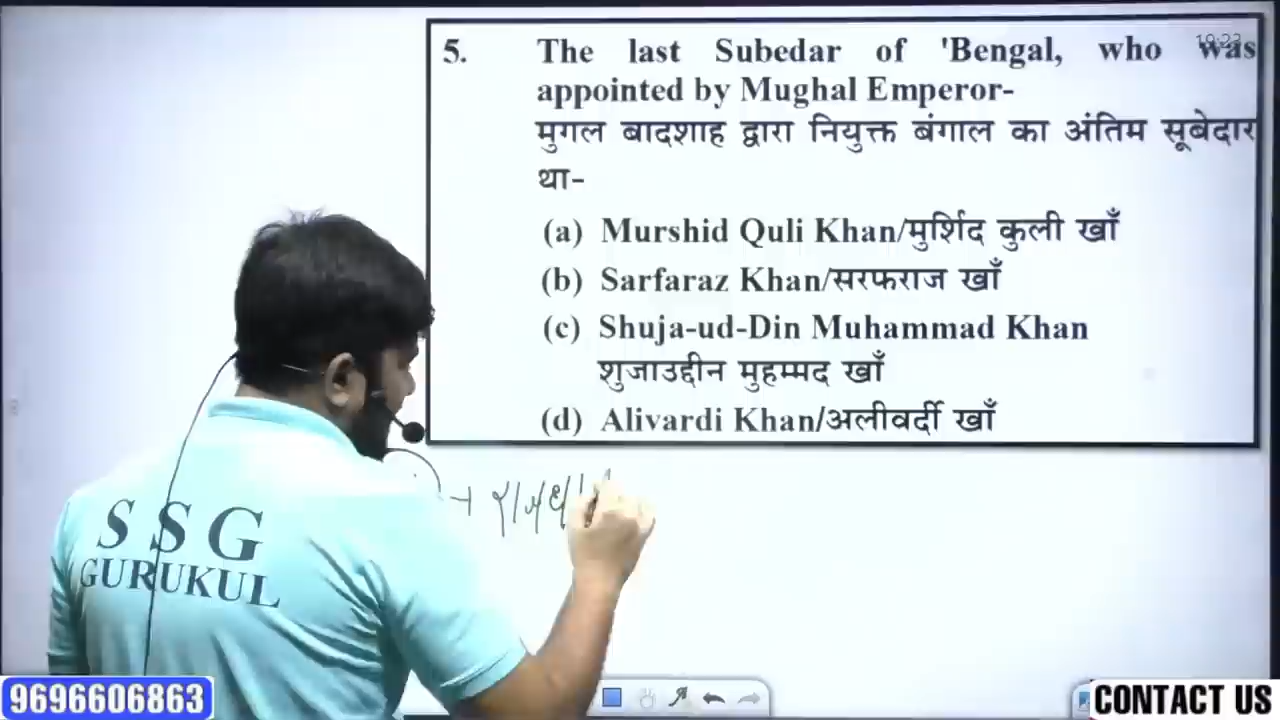 5. The last Subedar of 'Bengal, who was
appointed by Mughal Emperor-
मुगल बादशाह द्वारा नियुक्त बंगाल का अंतिम सूबेदार
था-
(a) Murshid Quli Khan/मुर्शिद कुली खाँ
(b) Sarfaraz Khan/सरफराज खाँ
(c) Shuja-ud-Din Muhammad Khan
शुजाउद्दीन मुहम्मद खाँ
(d) Alivardi Khan/अलीवर्दी खाँ
SSG
GURUKUL
9696606863
CONTACT US